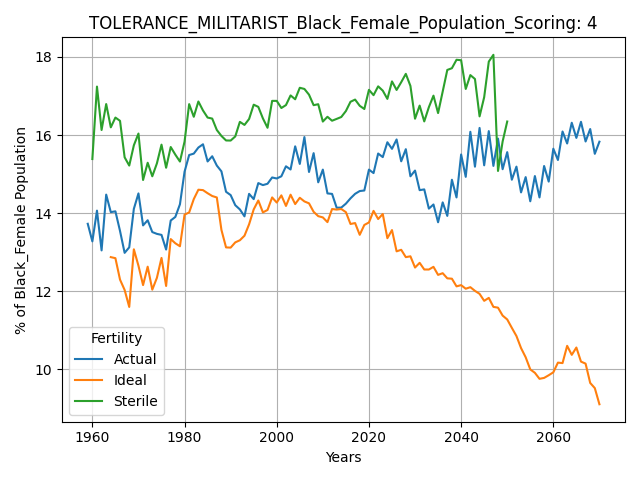 TOLERANCE_MILITARIST_Black_Female_Population_Scoring: 4
% of Black_Female Population
18
16
14
12
10
Fertility
Actual
Ideal
Sterile
1960 1980 2000 2020 2040 2060
Years